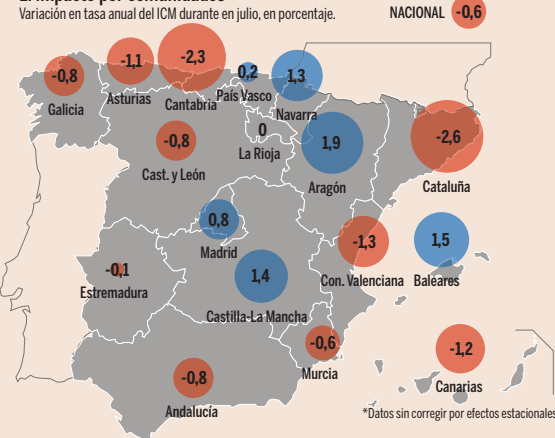 El impacto por comunidades
Variación en tasa anual del ICM durante en julio, en porcentaje.
NACIONAL -0,6
-0,8
Galicia
-1,1
Asturias
-2,3
Cantabria
0,2
País Vasco
1,3
Navarra
-0,8
Cast. y León
0
La Rioja
1,9
Aragón
-2,6
Cataluña
0,8
Madrid
-1,3
Con. Valenciana
1,5
Baleares
-0,1
Estremadura
1,4
Castilla-La Mancha
-0,6
Murcia
-0,8
Andalucía
-1,2
Canarias
*Datos sin corregir por efectos estacionales